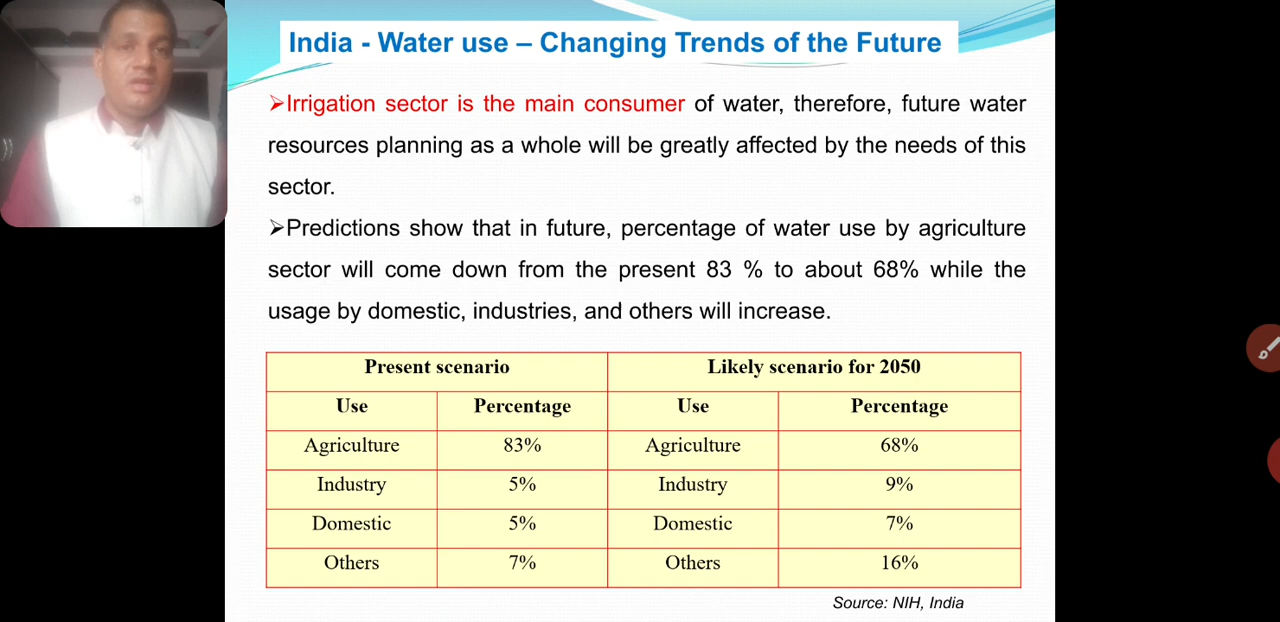 India - Water use – Changing Trends of the Future
➢Irrigation sector is the main consumer of water, therefore, future water
resources planning as a whole will be greatly affected by the needs of this
sector.
➢Predictions show that in future, percentage of water use by agriculture
sector will come down from the present 83 % to about 68% while the
usage by domestic, industries, and others will increase.
Present scenario Likely scenario for 2050
Use Percentage Use Percentage
Agriculture 83% Agriculture 68%
Industry 5% Industry 9%
Domestic 5% Domestic 7%
Others 7% Others 16%
Source: NIH, India